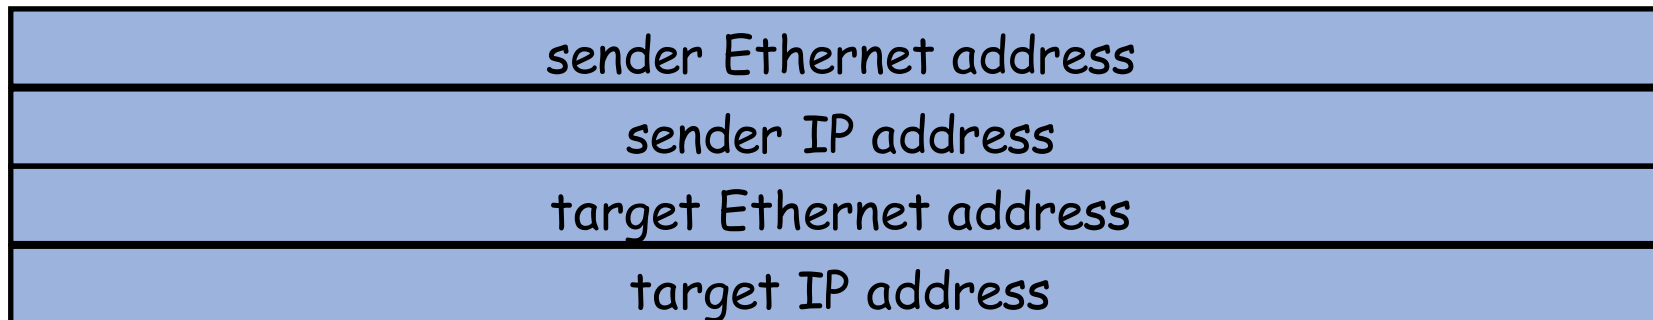 sender Ethernet address
sender IP address
target Ethernet address
target IP address